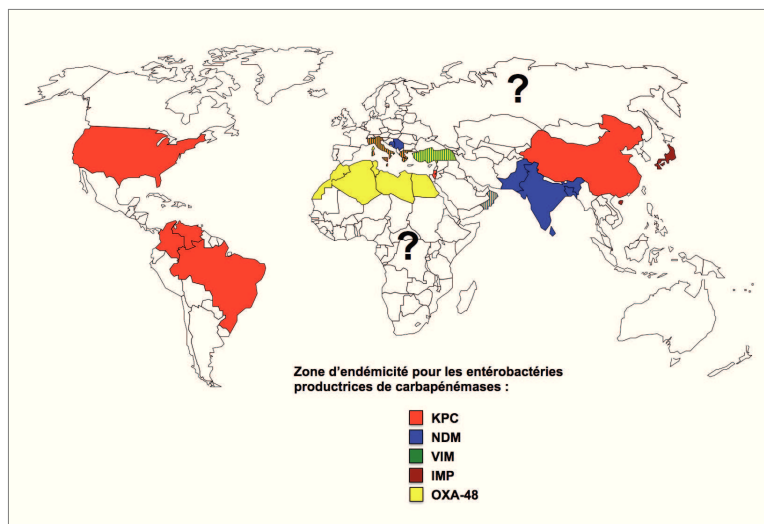 ?
?
Zone d'endémicité pour les entérobactéries
productrices de carbapénémases :
KPC
NDM
VIM
IMP
OXA-48